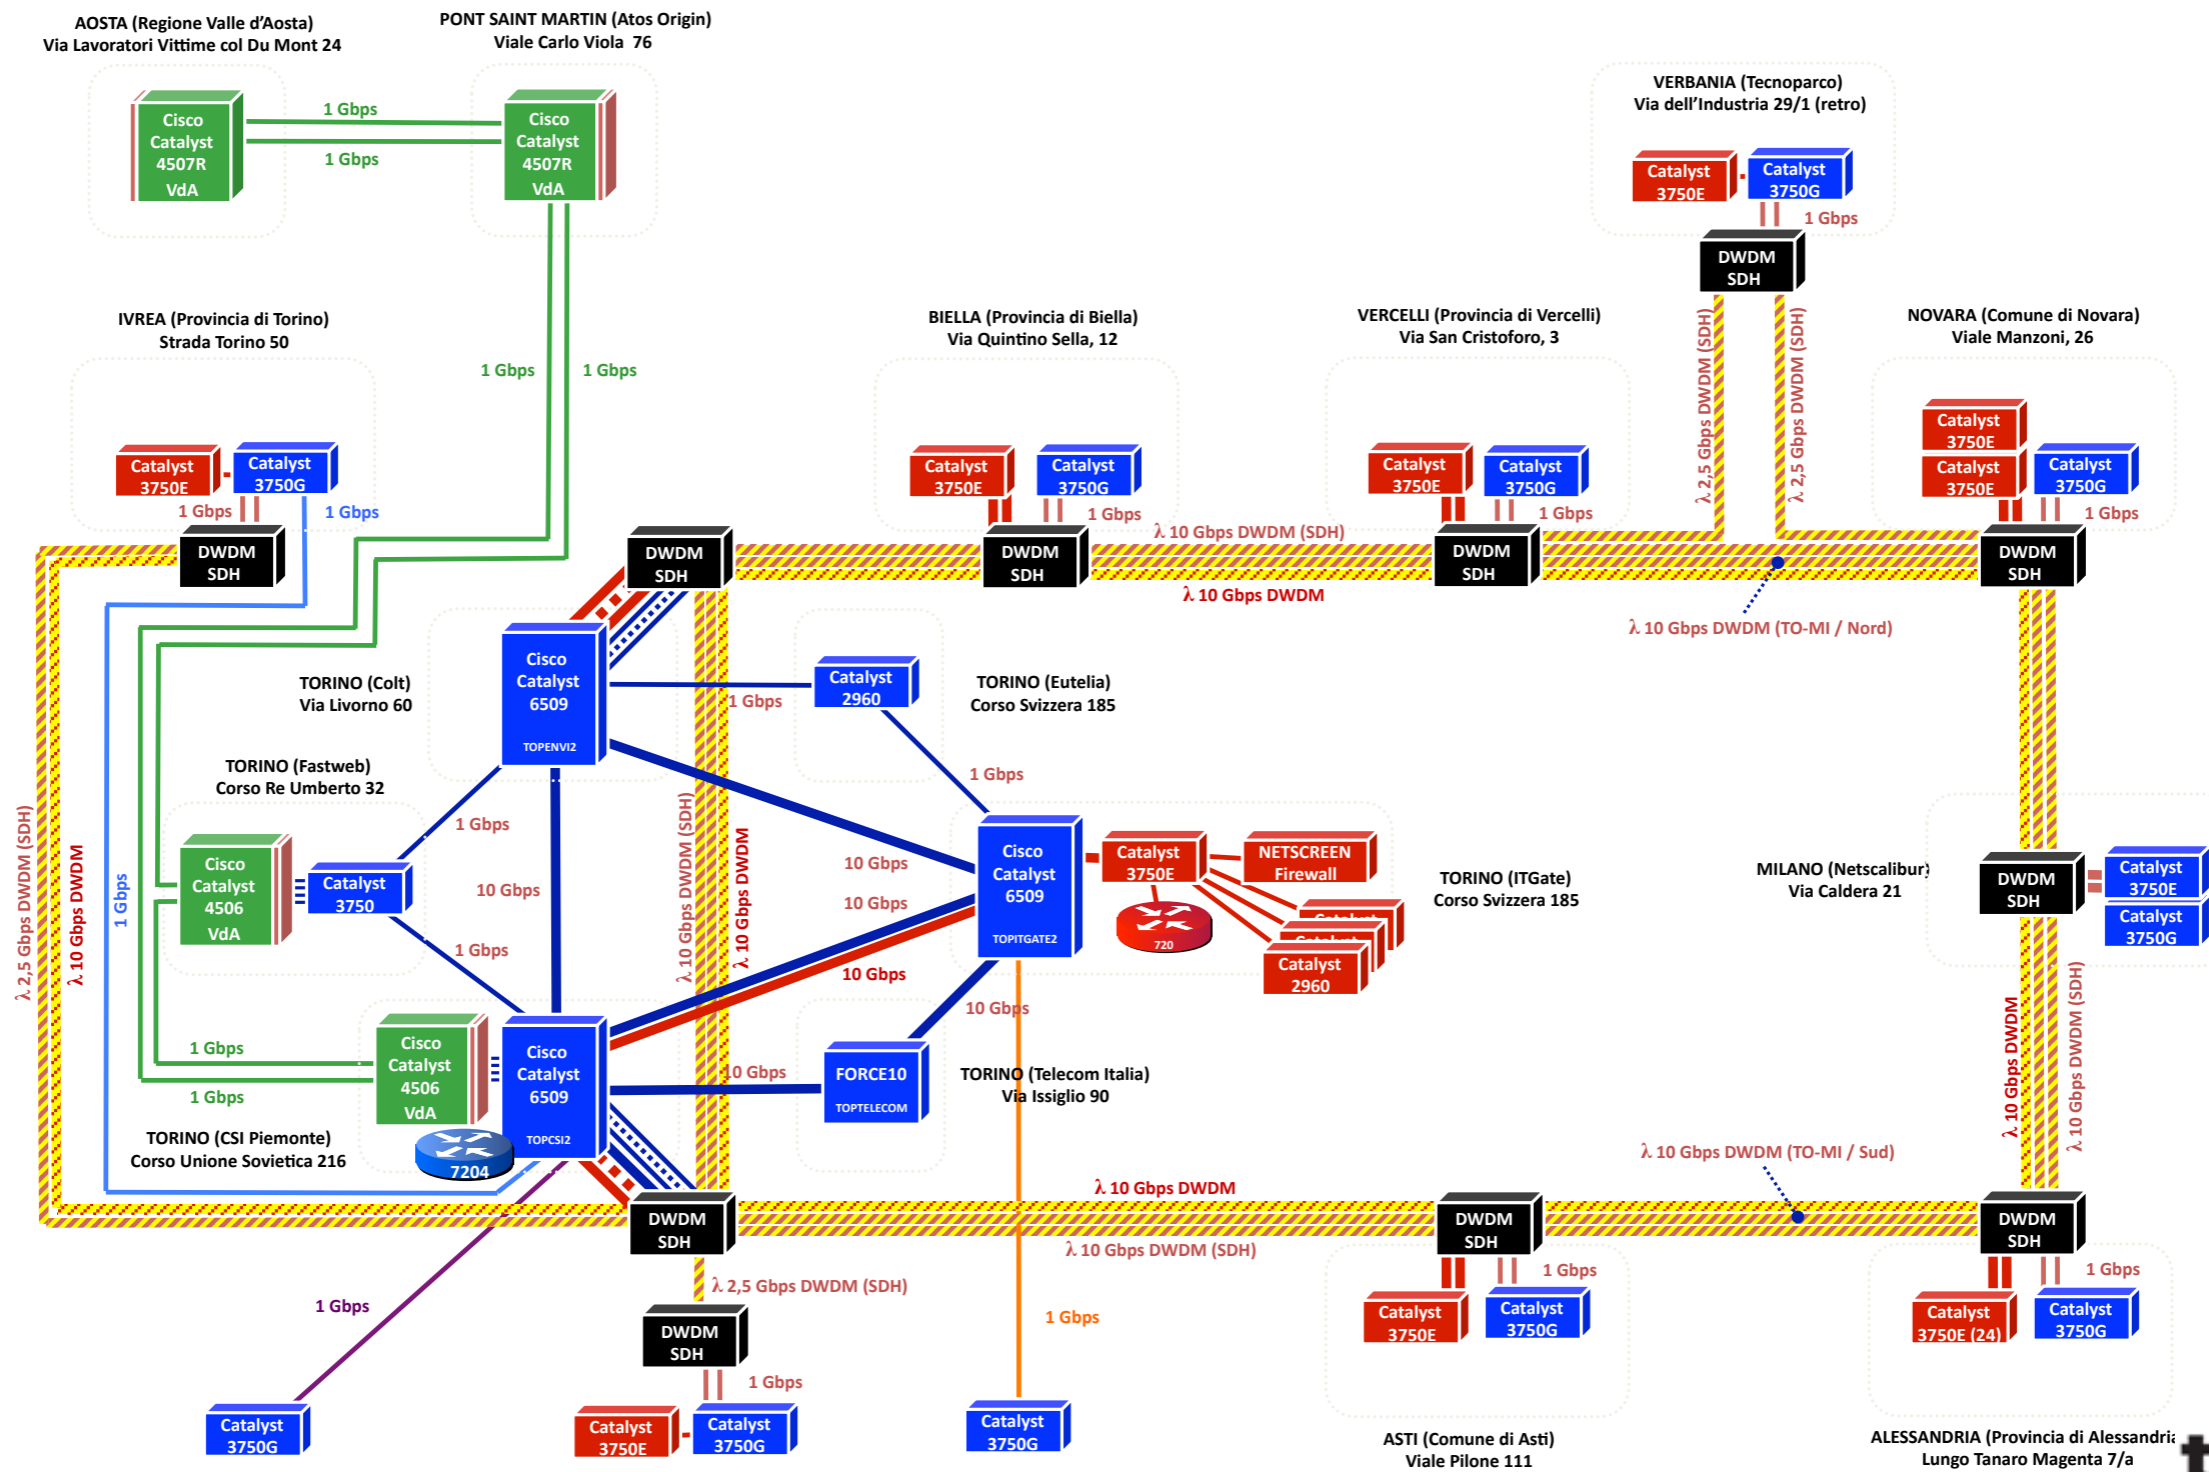 AOSTA (Regione Valle d'Aosta)
Via Lavoratori Vittime col Du Mont 24
PONT SAINT MARTIN (Atos Origin)
Viale Carlo Viola 76
Cisco
Catalyst
4507R
VdA
1 Gbps
1 Gbps
Cisco
Catalyst
4507R
VdA
VERBANIA (Tecnoparco)
Via dell'Industria 29/1 (retro)
Catalyst
3750E
Catalyst
3750G
1 Gbps
DWDM
SDH
λ 2,5 Gbps DWDM (SDH)
λ 2,5 Gbps DWDM (SDH)
IVREA (Provincia di Torino)
Strada Torino 50
Catalyst
3750E
Catalyst
3750G
1 Gbps
1 Gbps
DWDM
SDH
1 Gbps
1 Gbps
BIELLA (Provincia di Biella)
Via Quintino Sella, 12
Catalyst
3750E
Catalyst
3750G
1 Gbps
DWDM
SDH
VERCELLI (Provincia di Vercelli)
Via San Cristoforo, 3
Catalyst
3750E
Catalyst
3750G
1 Gbps
DWDM
SDH
NOVARA (Comune di Novara)
Viale Manzoni, 26
Catalyst
3750E
Catalyst
3750E
Catalyst
3750G
1 Gbps
DWDM
SDH
DWDM
SDH
λ 10 Gbps DWDM (SDH)
λ 10 Gbps DWDM
λ 10 Gbps DWDM (TO-MI / Nord)
TORINO (Colt)
Via Livorno 60
Cisco
Catalyst
6509
TOPENVI2
1 Gbps
Catalyst
2960
TORINO (Eutelia)
Corso Svizzera 185
1 Gbps
TORINO (Fastweb)
Corso Re Umberto 32
Cisco
Catalyst
4506
VdA
Catalyst
3750
1 Gbps
1 Gbps
10 Gbps
λ 10 Gbps DWDM (SDH)
λ 10 Gbps DWDM
10 Gbps
10 Gbps
10 Gbps
Cisco
Catalyst
6509
TOPITGATE2
Catalyst
3750E
NETSCREEN
Firewall
720
Catalyst
2960
TORINO (ITGate)
Corso Svizzera 185
MILANO (Netscalibur)
Via Caldera 21
DWDM
SDH
Catalyst
3750E
Catalyst
3750G
λ 2,5 Gbps DWDM (SDH)
λ 10 Gbps DWDM
1 Gbps
λ 10 Gbps DWDM
λ 10 Gbps DWDM (SDH)
1 Gbps
1 Gbps
Cisco
Catalyst
4506
VdA
Cisco
Catalyst
6509
TOPCSI2
7204
TORINO (CSI Piemonte)
Corso Unione Sovietica 216
10 Gbps
10 Gbps
FORCE10
TOPTELECOM
TORINO (Telecom Italia)
Via Issiglio 90
DWDM
SDH
λ 10 Gbps DWDM
λ 10 Gbps DWDM (SDH)
λ 10 Gbps DWDM (TO-MI / Sud)
DWDM
SDH
DWDM
SDH
1 Gbps
λ 2,5 Gbps DWDM (SDH)
DWDM
SDH
1 Gbps
1 Gbps
Catalyst
3750G
Catalyst
3750E
Catalyst
3750G
Catalyst
3750G
1 Gbps
Catalyst
3750E
Catalyst
3750G
ASTI (Comune di Asti)
Viale Pilone 111
1 Gbps
Catalyst
3750E (24)
Catalyst
3750G
ALESSANDRIA (Provincia di Alessandria
Lungo Tanaro Magenta 7/a